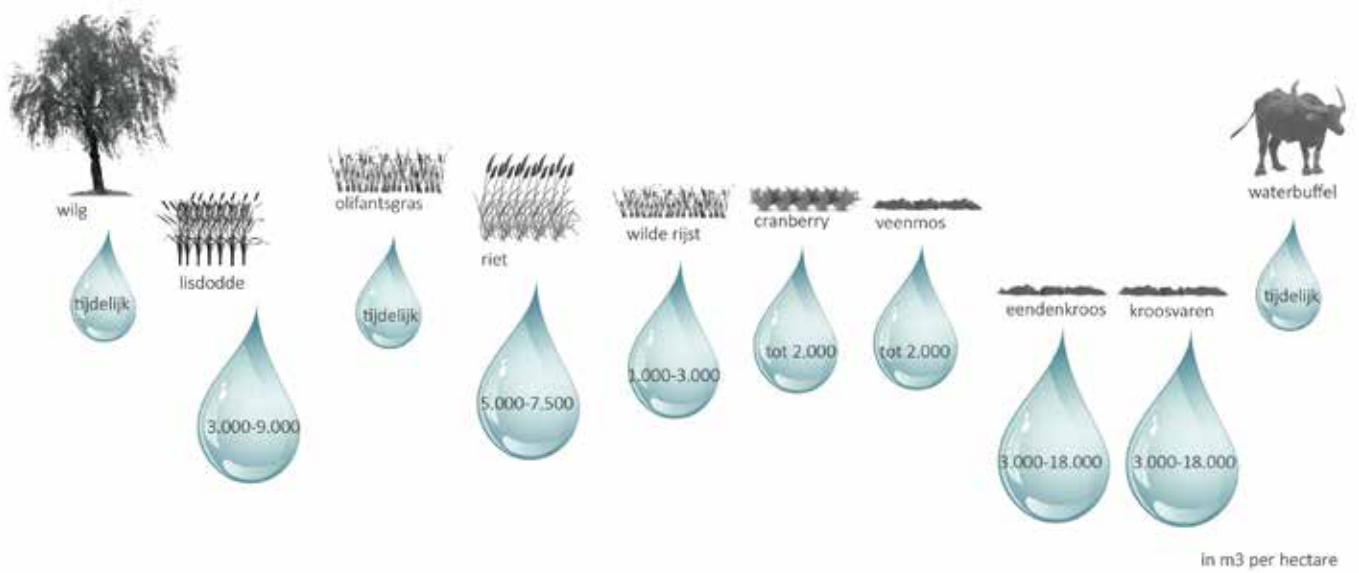 wilg
tijdelijk
lisdodde
3.000-9.000
olifantsgras
tijdelijk
riet
5.000-7.500
wilde rijst
1.000-3.000
cranberry
tot 2.000
veenmos
tot 2.000
eendenkroos
3.000-18.000
kroosvaren
3.000-18.000
waterbuffel
tijdelijk
in m3 per hectare